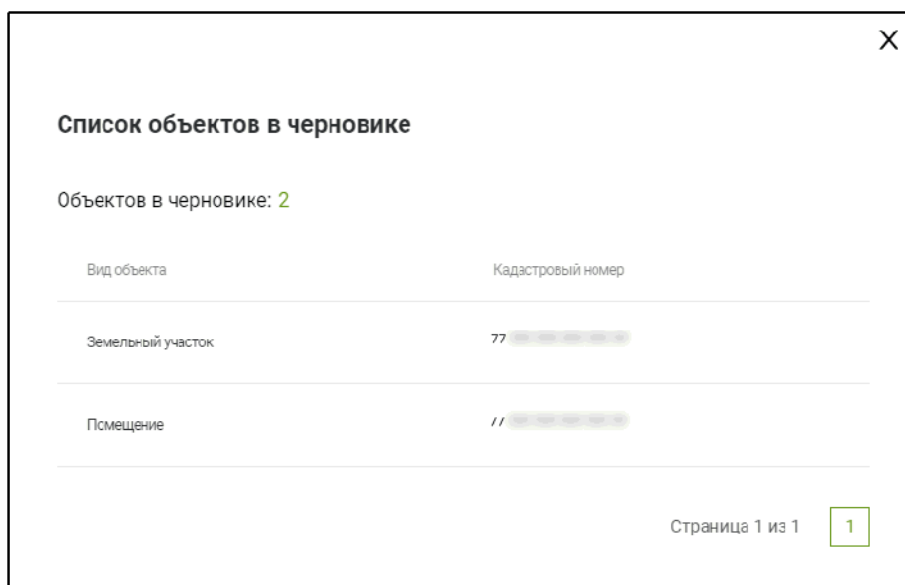 X
Список объектов в черновике
Объектов в черновике: 2
Вид объекта Кадастровый номер
Земельный участок 77
Помещение //
Страница 1 из 1 1